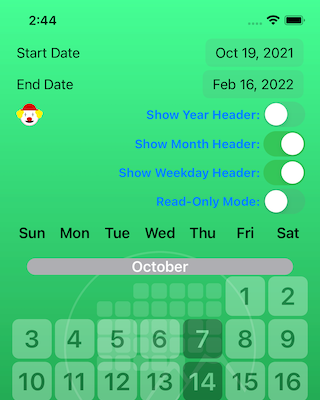 2:44
Start Date Oct 19, 2021
End Date Feb 16, 2022
Show Year Header:
Show Month Header:
Show Weekday Header:
Read-Only Mode:
Sun Mon Tue Wed Thu Fri Sat
October
1 2
3 4 5 6 7 8 9
10 11 12 13 14 15 16